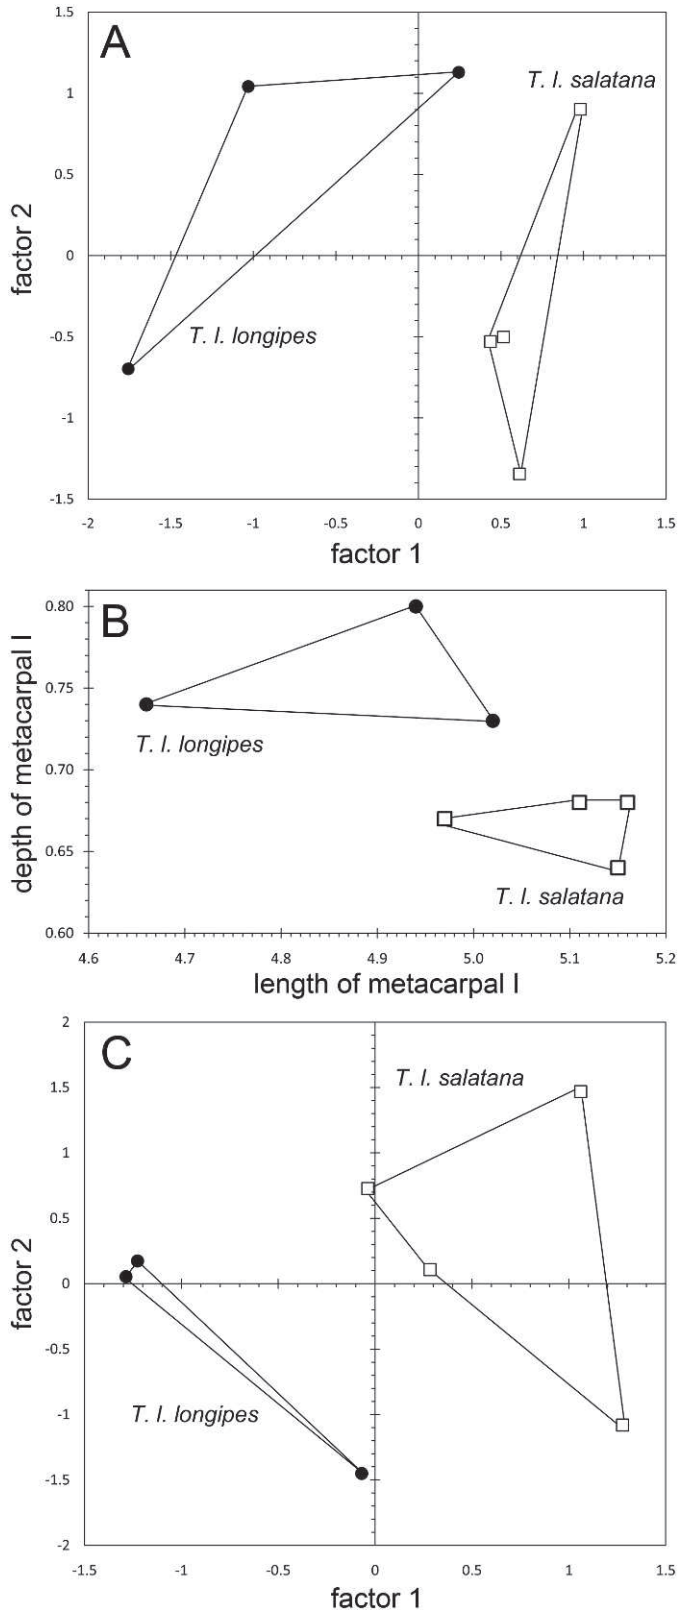 1.5
A
T. l. salatana
1
0.5
factor 2
0
-0.5
T. l. longipes
-1
-1.5
-2 -1.5 -1 -0.5 0 0.5 1 1.5
factor 1
0.80
B
0.75
T. l. longipes
depth of metacarpal I
0.70
0.65
T. l. salatana
0.60
4.6 4.7 4.8 4.9 5.0 5.1 5.2
length of metacarpal I
2
C
T. l. salatana
1.5
1
0.5
factor 2
0
-0.5
T. l. longipes
-1
-1.5
-2
-1.5 -1 -0.5 0 0.5 1 1.5
factor 1